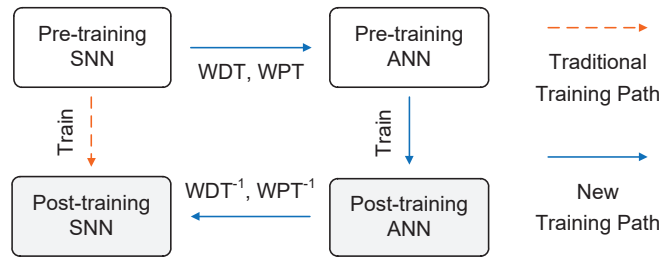 Pre-training
SNN
WDT, WPT
Pre-training
ANN
Traditional
Training Path
Train
Train
Post-training
SNN
WDT⁻¹, WPT⁻¹
Post-training
ANN
New
Training Path